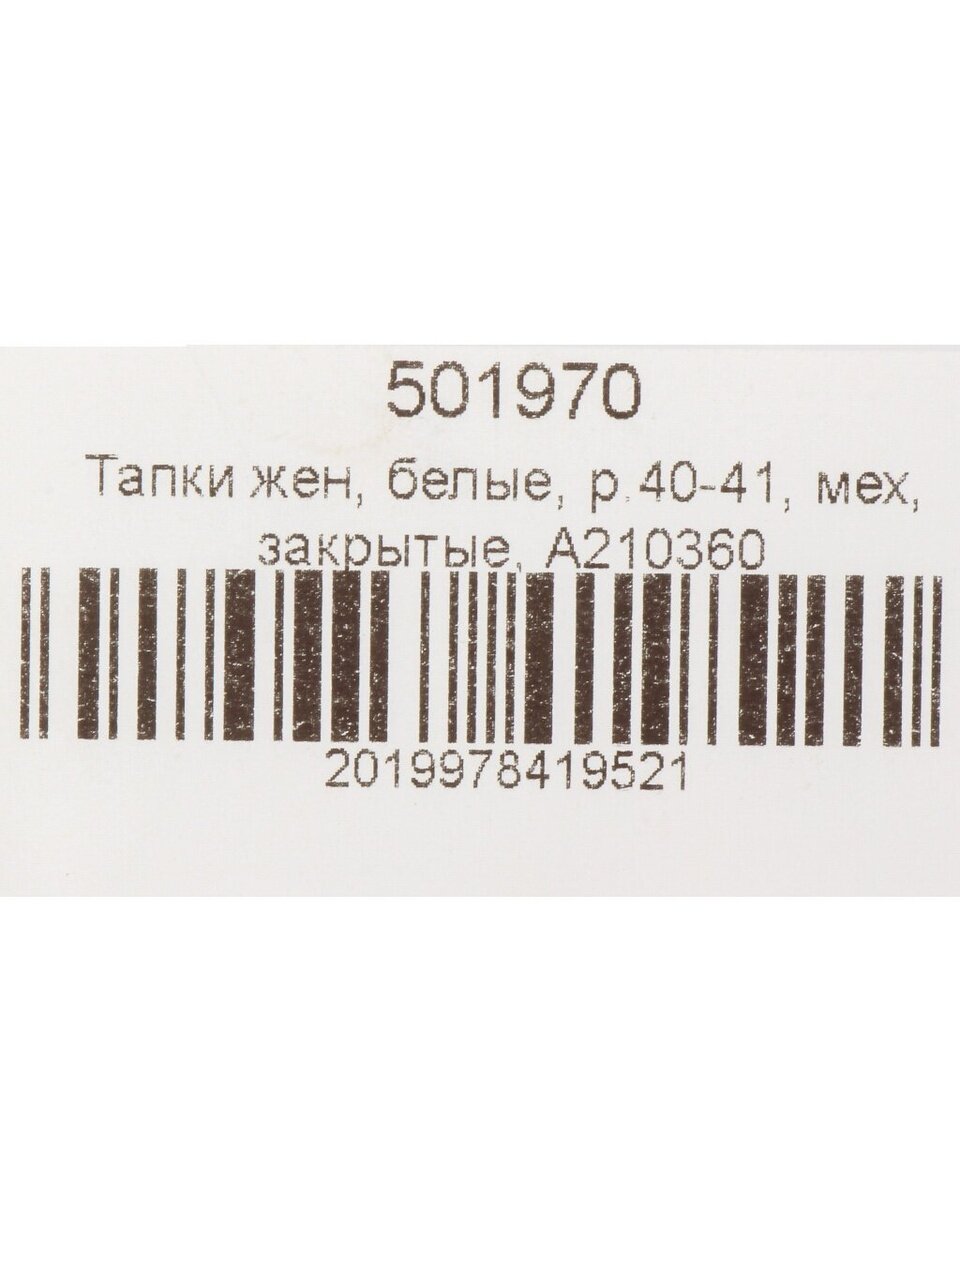 501970
Тапки жен, белые, р.40-41, мех,
закрытые, А210360
2019978419521